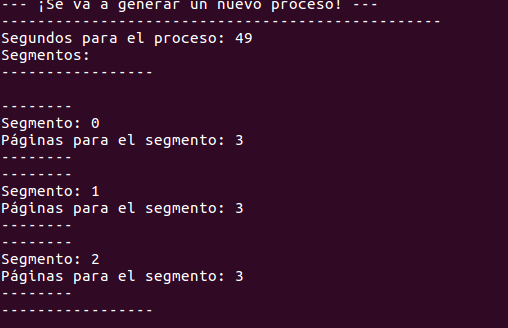 --- ¡Se va a generar un nuevo proceso! ---
-------------------------------------------------
Segundos para el proceso: 49
Segmentos:
-----------------
--------
Segmento: 0
Páginas para el segmento: 3
--------
--------
Segmento: 1
Páginas para el segmento: 3
--------
--------
Segmento: 2
Páginas para el segmento: 3
--------
-----------------